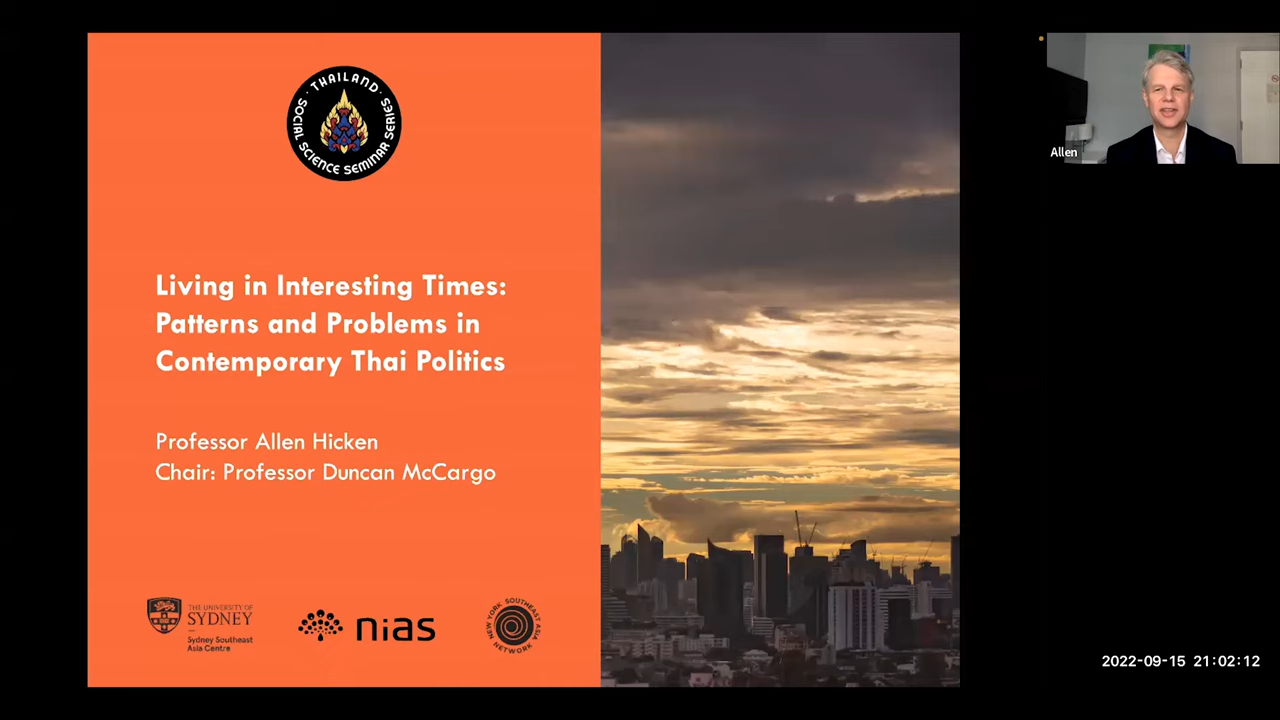 THAILAND
SOCIAL SCIENCE SEMINAR SERIES
Living in Interesting Times:
Patterns and Problems in
Contemporary Thai Politics
Professor Allen Hicken
Chair: Professor Duncan McCargo
THE UNIVERSITY OF
SYDNEY
Sydney Southeast
Asia Centre
nias
NEW YORK SOUTHEAST ASIA NETWORK
Allen
2022-09-15 21:02:12